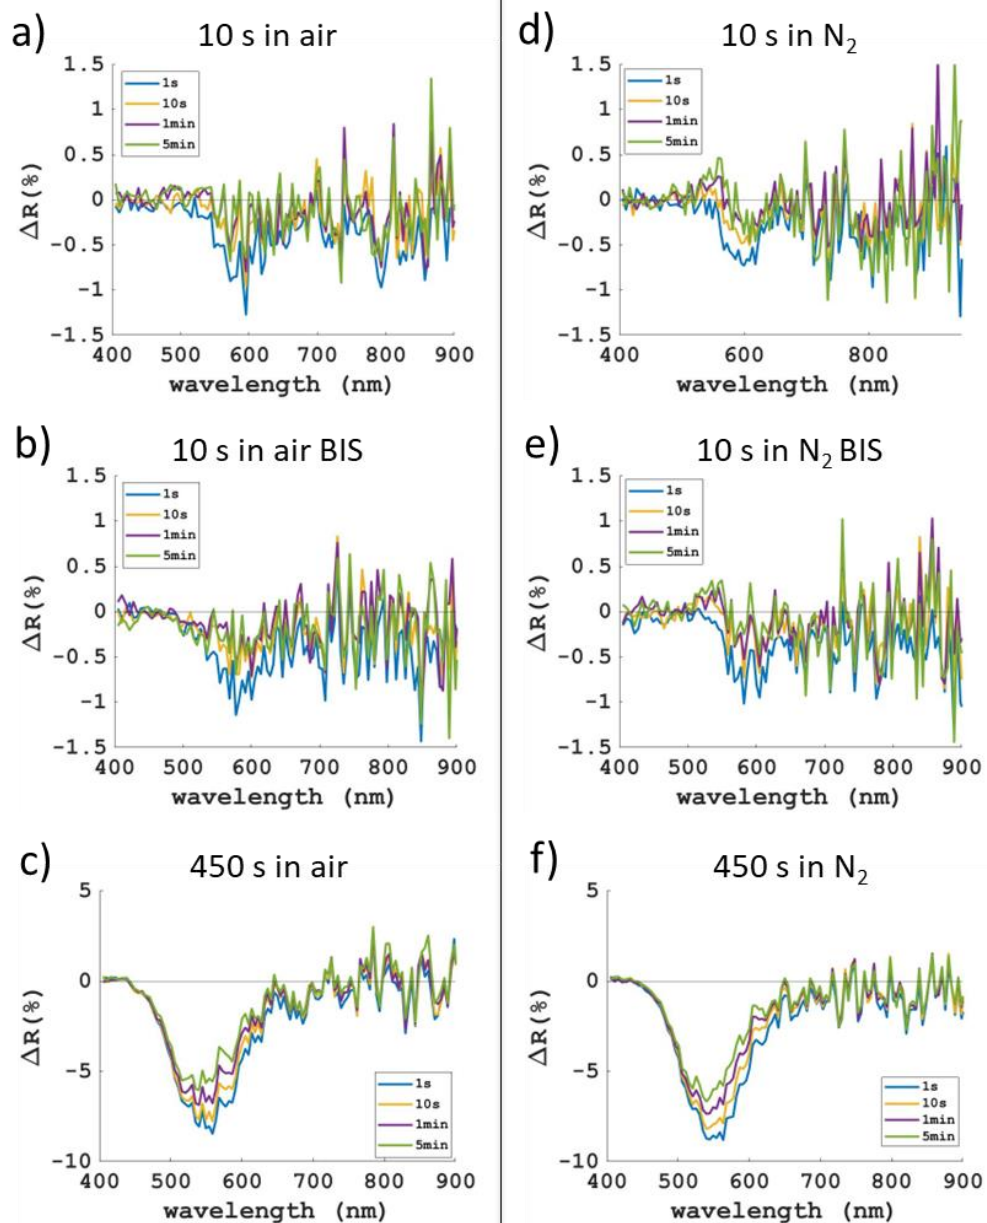 a)
10 s in air
1.5
1
0.5
0
-0.5
-1
-1.5
ΔR(%)
1s
10s
1min
5min
400 500 600 700 800 900
wavelength (nm)
d)
10 s in N2
1.5
1
0.5
0
-0.5
-1
-1.5
ΔR(%)
1s
10s
1min
5min
400 600 800
wavelength (nm)
b)
10 s in air BIS
1.5
1
0.5
0
-0.5
-1
-1.5
ΔR(%)
1s
10s
1min
5min
400 500 600 700 800 900
wavelength (nm)
e)
10 s in N2 BIS
1.5
1
0.5
0
-0.5
-1
-1.5
ΔR(%)
1s
10s
1min
5min
400 500 600 700 800 900
wavelength (nm)
c)
450 s in air
5
0
-5
-10
ΔR(%)
1s
10s
1min
5min
400 500 600 700 800 900
wavelength (nm)
f)
450 s in N2
5
0
-5
-10
ΔR(%)
1s
10s
1min
5min
400 500 600 700 800 900
wavelength (nm)